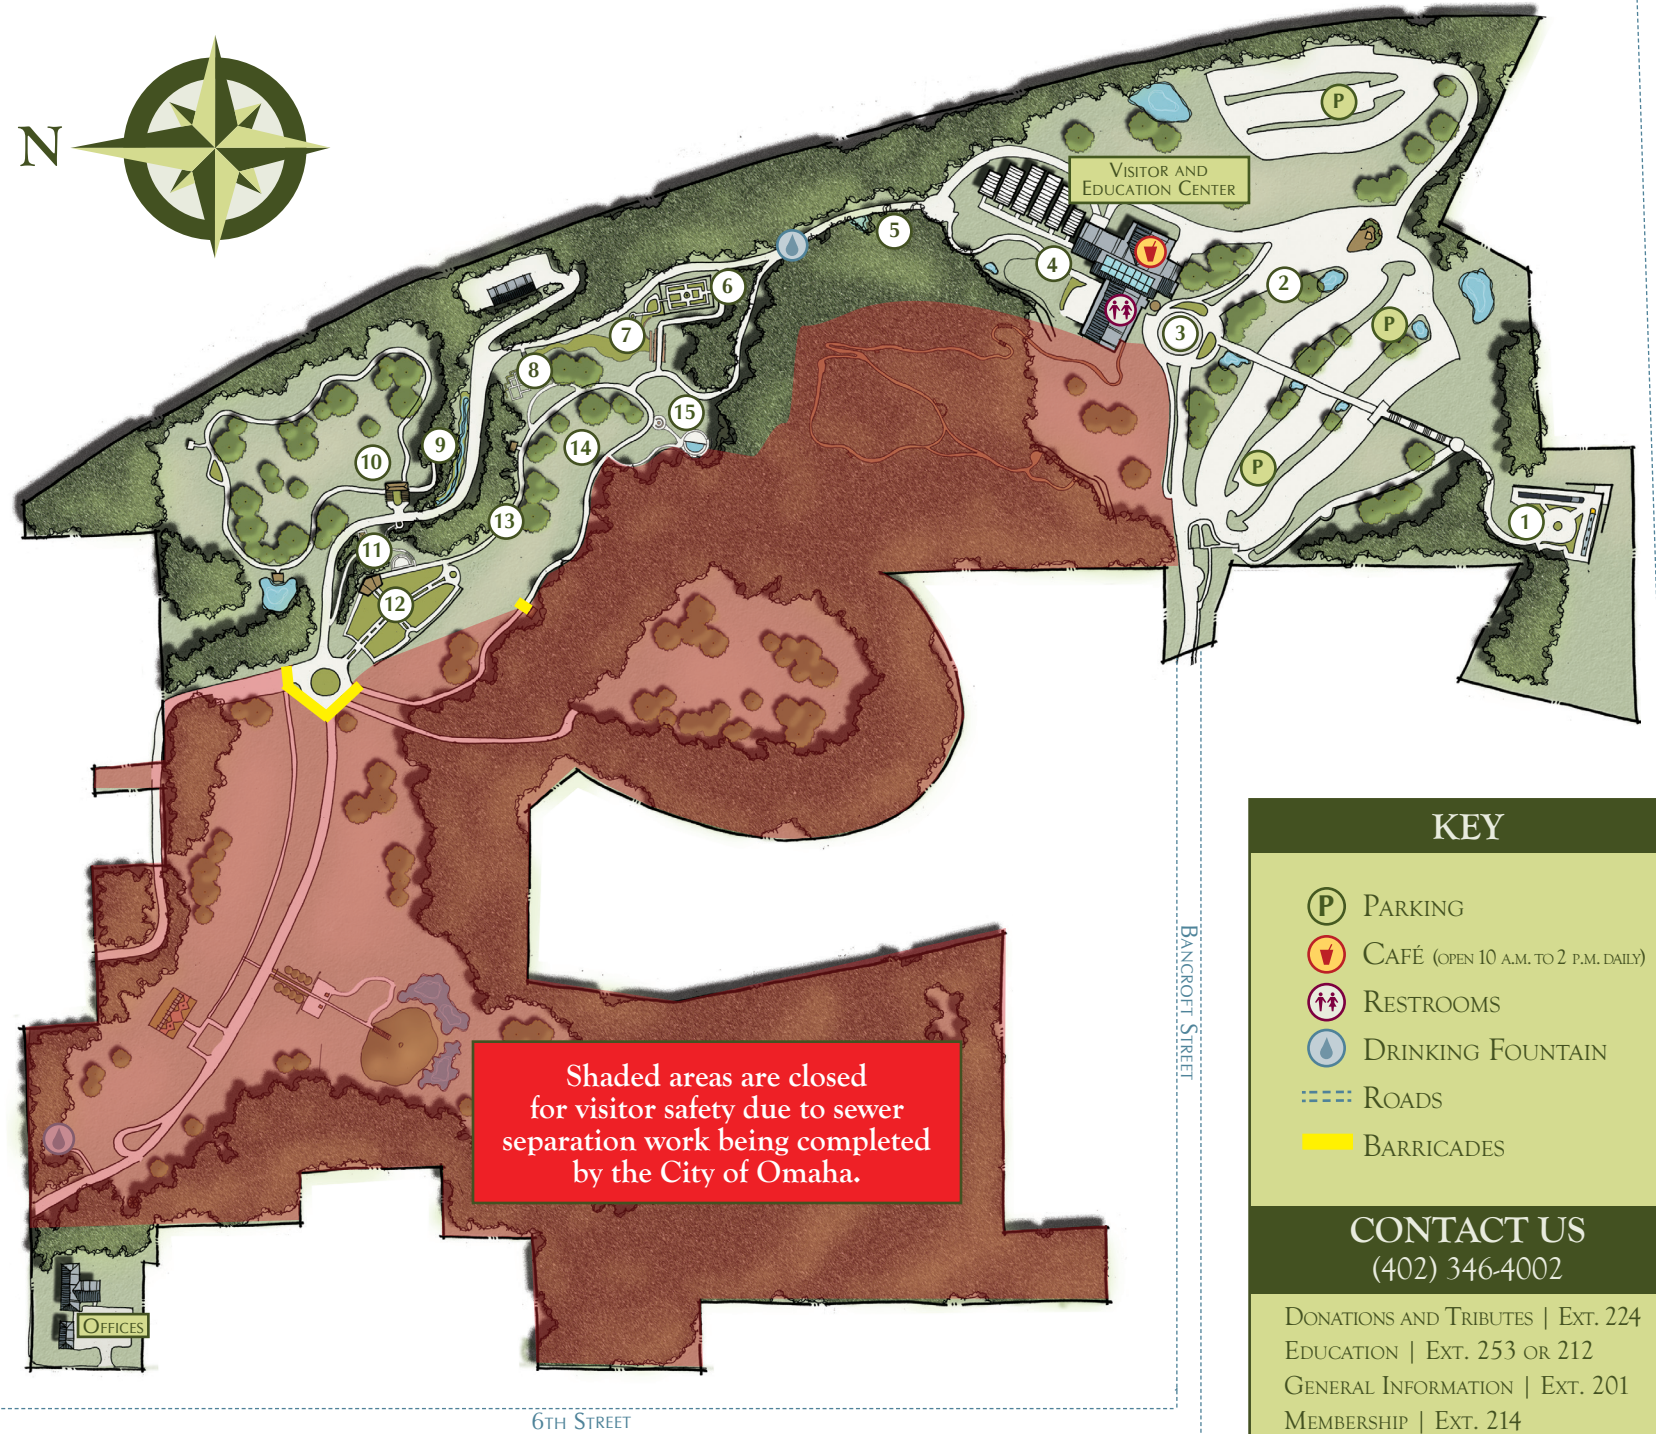 N
P
VISITOR AND
EDUCATION CENTER
5
4
2
6
P
3
7
8
15
9
14
10
P
13
1
11
12
KEY
P PARKING
CAFÉ (OPEN 10 A.M. TO 2 P.M. DAILY)
RESTROOMS
DRINKING FOUNTAIN
ROADS
BARRICADES
BANCROFT STREET
Shaded areas are closed
for visitor safety due to sewer
separation work being completed
by the City of Omaha.
CONTACT US
(402) 346-4002
DONATIONS AND TRIBUTES | EXT. 224
EDUCATION | EXT. 253 OR 212
GENERAL INFORMATION | EXT. 201
MEMBERSHIP | EXT. 214
OFFICES
6TH STREET